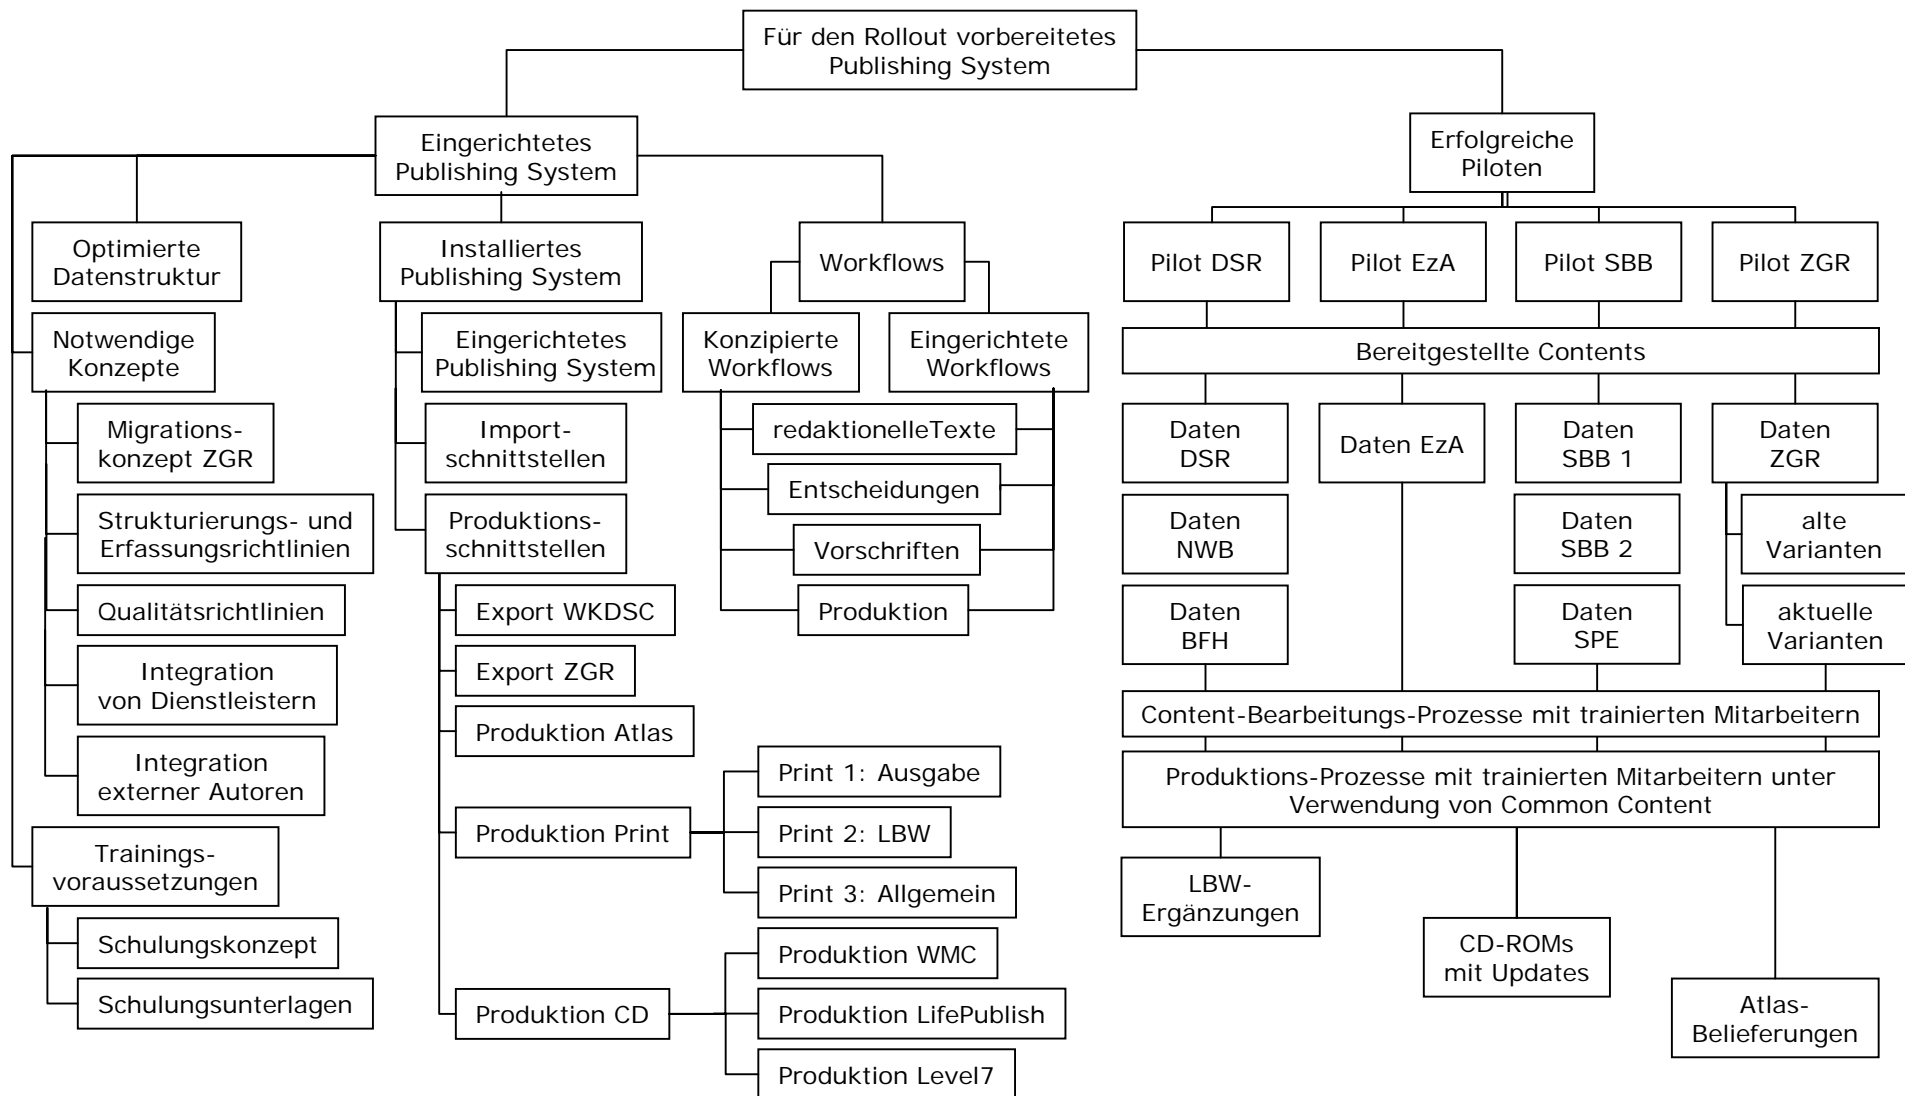 Für den Rollout vorbereitetes
Publishing System
Eingerichtetes
Publishing System
Optimierte
Datenstruktur
Notwendige
Konzepte
Migrations-
konzept ZGR
Strukturierungs- und
Erfassungsrichtlinien
Qualitätsrichtlinien
Integration
von Dienstleistern
Integration
externer Autoren
Trainings-
voraussetzungen
Schulungskonzept
Schulungsunterlagen
Installiertes
Publishing System
Eingerichtetes
Publishing System
Import-
schnittstellen
Produktions-
schnittstellen
Export WKDSC
Export ZGR
Produktion Atlas
Produktion Print
Print 1: Ausgabe
Print 2: LBW
Print 3: Allgemein
Produktion CD
Produktion WMC
Produktion LifePublish
Produktion Level7
Workflows
Konzipierte
Workflows
Eingerichtete
Workflows
redaktionelleTexte
Entscheidungen
Vorschriften
Produktion
Erfolgreiche
Piloten
Pilot DSR
Pilot EzA
Pilot SBB
Pilot ZGR
Bereitgestellte Contents
Daten
DSR
Daten EzA
Daten
SBB 1
Daten
ZGR
Daten
NWB
Daten
SBB 2
alte
Varianten
Daten
BFH
Daten
SPE
aktuelle
Varianten
Content-Bearbeitungs-Prozesse mit trainierten Mitarbeitern
Produktions-Prozesse mit trainierten Mitarbeitern unter
Verwendung von Common Content
LBW-
Ergänzungen
CD-ROMs
mit Updates
Atlas-
Belieferungen